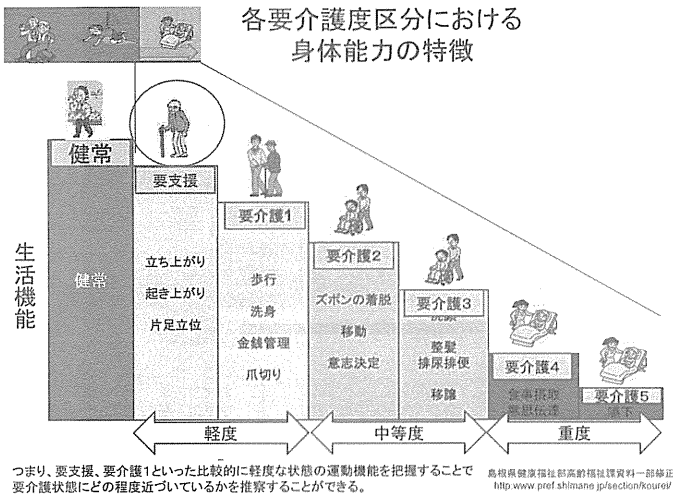 各要介護度区分における
身体能力の特徴
生活機能
健常
健常
要支援
立ち上がり
起き上がり
片足立位
要介護1
歩行
洗身
金銭管理
爪切り
要介護2
ズボンの着脱
移動
意志決定
要介護3
洗顔
整髪
排尿排便
移譲
要介護4
食事摂取
意思伝達
要介護5
嚥下
軽度
中等度
重度
つまり、要支援、要介護1といった比較的に軽度な状態の運動機能を把握することで
要介護状態にどの程度近づいているかを推察することができる。
島根県健康福祉部高齢福祉課資料一部修正
http:www.pref.shimane.jp/section/kourei/